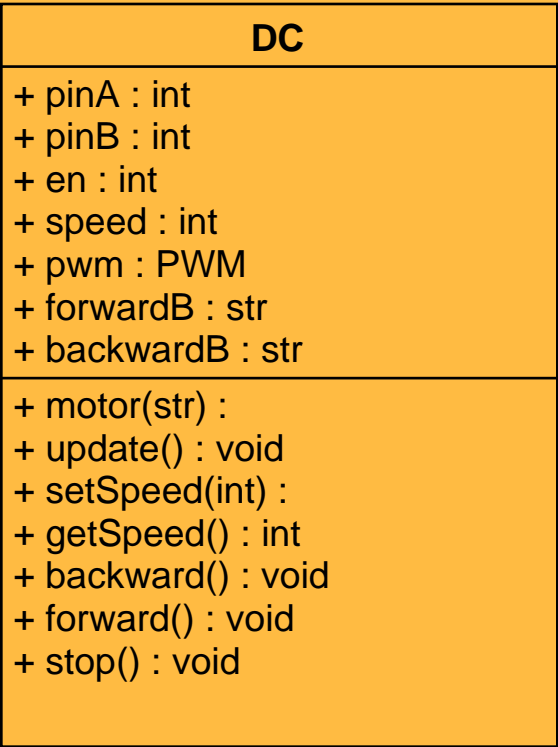 DC
+ pinA : int
+ pinB : int
+ en : int
+ speed : int
+ pwm : PWM
+ forwardB : str
+ backwardB : str
+ motor(str) :
+ update() : void
+ setSpeed(int) :
+ getSpeed() : int
+ backward() : void
+ forward() : void
+ stop() : void